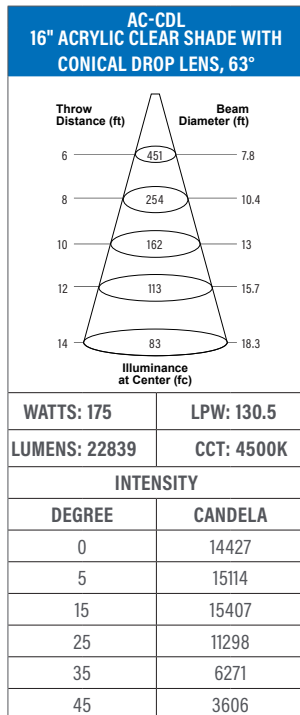 AC-CDL
16" ACRYLIC CLEAR SHADE WITH
CONICAL DROP LENS, 63°
Throw Beam
Distance (ft) Diameter (ft)
6 451 7.8
8 254 10.4
10 162 13
12 113 15.7
14 83 18.3
Illuminance
at Center (fc)
WATTS: 175 LPW: 130.5
LUMENS: 22839 CCT: 4500K
INTENSITY
DEGREE CANDELA
0 14427
5 15114
15 15407
25 11298
35 6271
45 3606